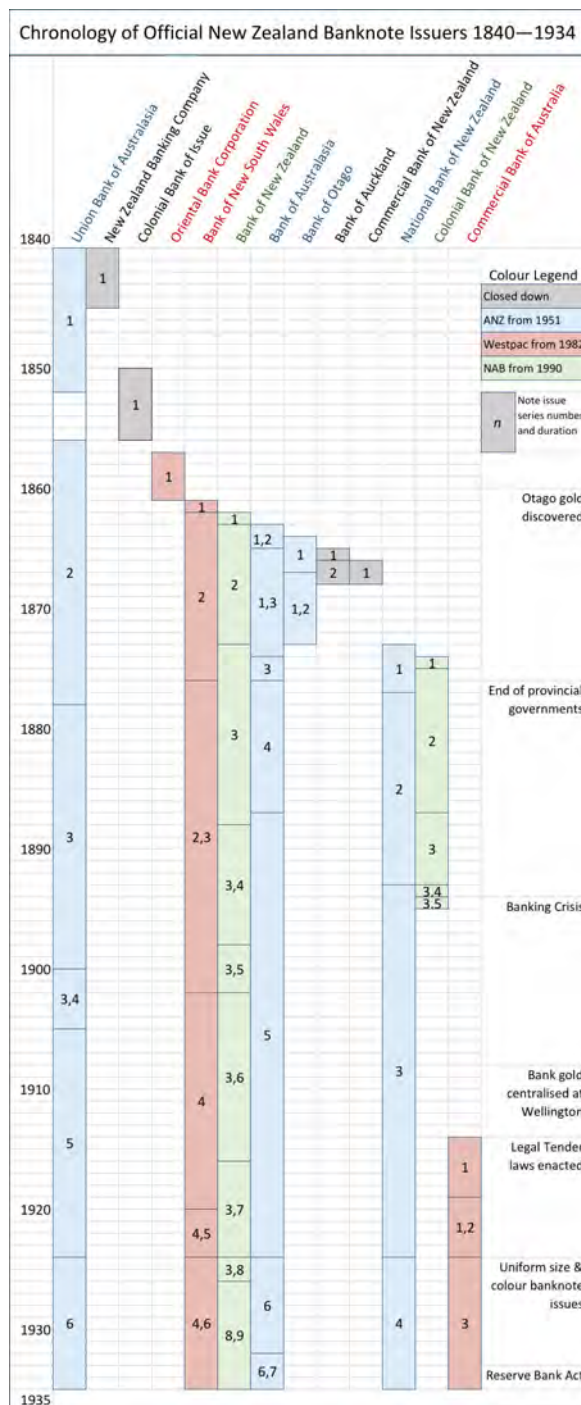 Chronology of Official New Zealand Banknote Issuers 1840—1934
Union Bank of Australasia
New Zealand Banking Company
Colonial Bank of Issue
Oriental Bank Corporation
Bank of New South Wales
Bank of New Zealand
Bank of Australasia
Bank of Otago
Bank of Auckland
Commercial Bank of New Zealand
National Bank of New Zealand
Colonial Bank of New Zealand
Commercial Bank of Australia
1840
1
1
Colour Legend
Closed down
ANZ from 1951
Westpac from 1982
NAB from 1990
1850
1
n
Note issue
series number
and duration
1860
1
1
1
Otago gold
discovered
1,2
1
1
2
2
2
1
1870
2
1,3
1,2
3
1
1
End of provincial
governments
1880
3
4
2
2
1890
3
2,3
3,4
3
3,4
3,5
Banking Crisis
1900
3,4
3,5
5
3
3,6
Bank gold
centralised at
Wellington
1910
4
5
Legal Tender
laws enacted
1
1920
3,7
4,5
1,2
3,8
Uniform size &
colour banknote
issues
6
4,6
8,9
6
4
3
1930
6,7
Reserve Bank Act
1935